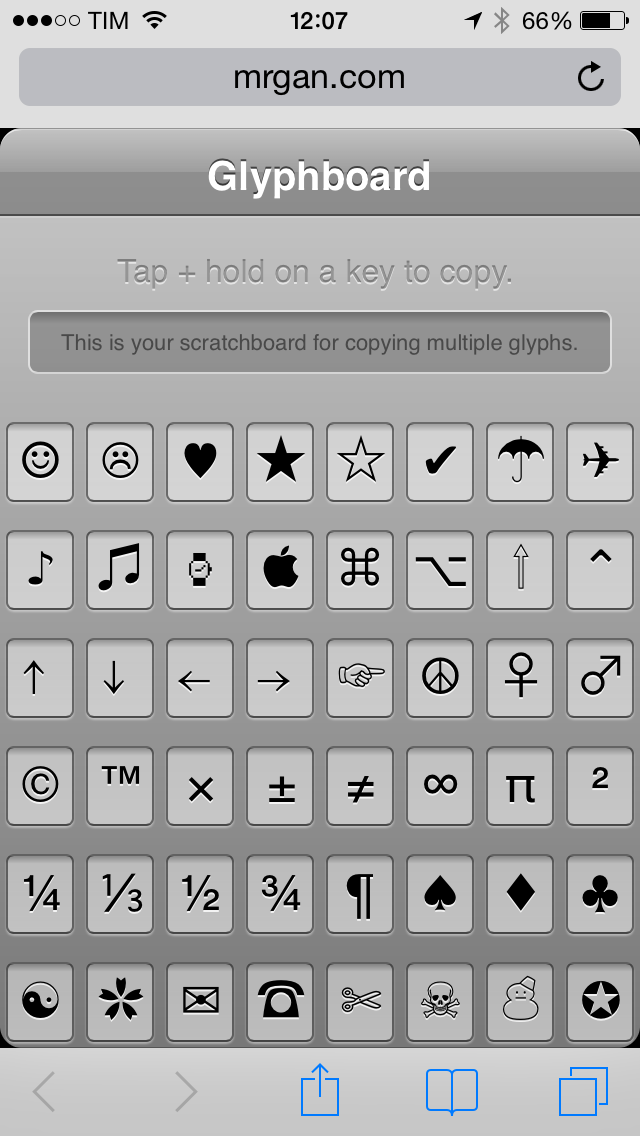 ●●●○○ TIM 12:07 66%
mrgan.com
Glyphboard
Tap + hold on a key to copy.
This is your scratchboard for copying multiple glyphs.
☺ ☹ ♥ ★ ☆ ✔ ☂ ✈
♪ ♫ ⌚  ⌘ ⌥ ⇧ ⌃
↑ ↓ ← → ☞ ☮ ♀ ♂
© ™ × ± ≠ ∞ π ²
¼ ⅓ ½ ¾ ¶ ♠ ♦ ♣
☯ ✿ ✉ ☎ ✄ ☠ ☃ ✪